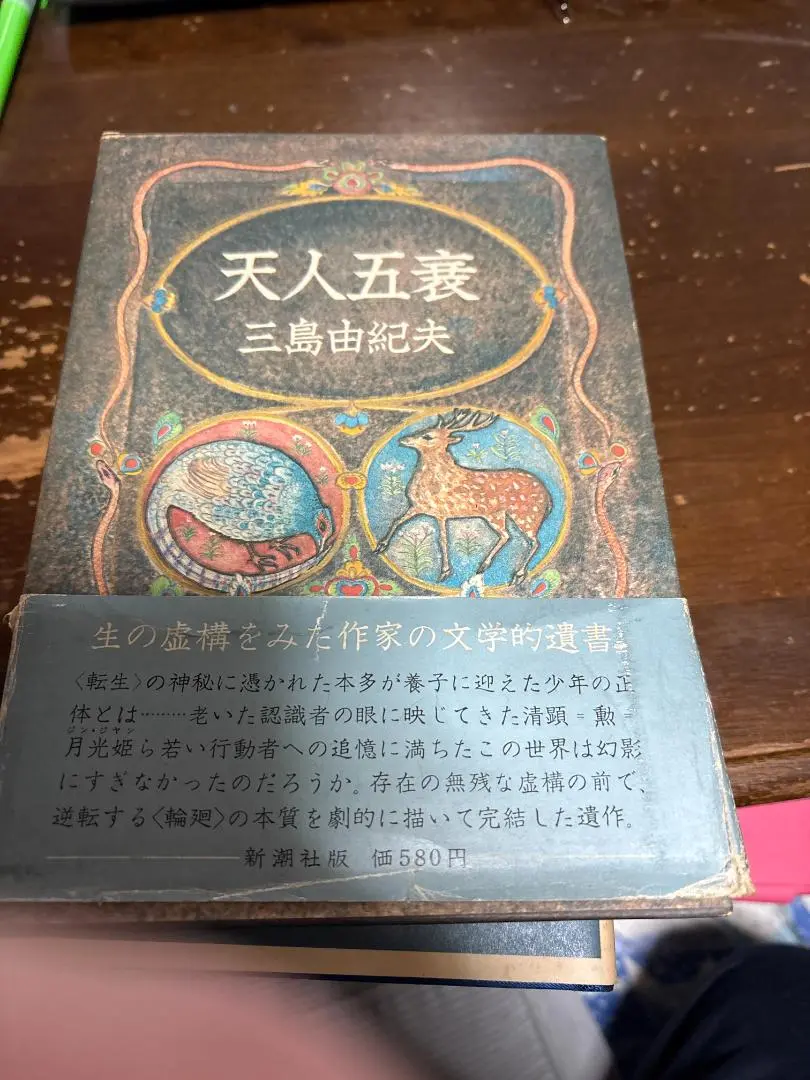 天人五衰
三島由紀夫
生の虚構をみた作家の文学的遺書
〈転生〉の神秘に憑かれた本多が養子に迎えた少年の正
体とは………老いた認識者の眼に映じてきた清顕=勲=
ジン・ジヤン
月光姫ら若い行動者への追憶に満ちたこの世界は幻影
にすぎなかったのだろうか。存在の無残な虚構の前で、
逆転する〈輪廻〉の本質を劇的に描いて完結した遺作。
新潮社版 価580円